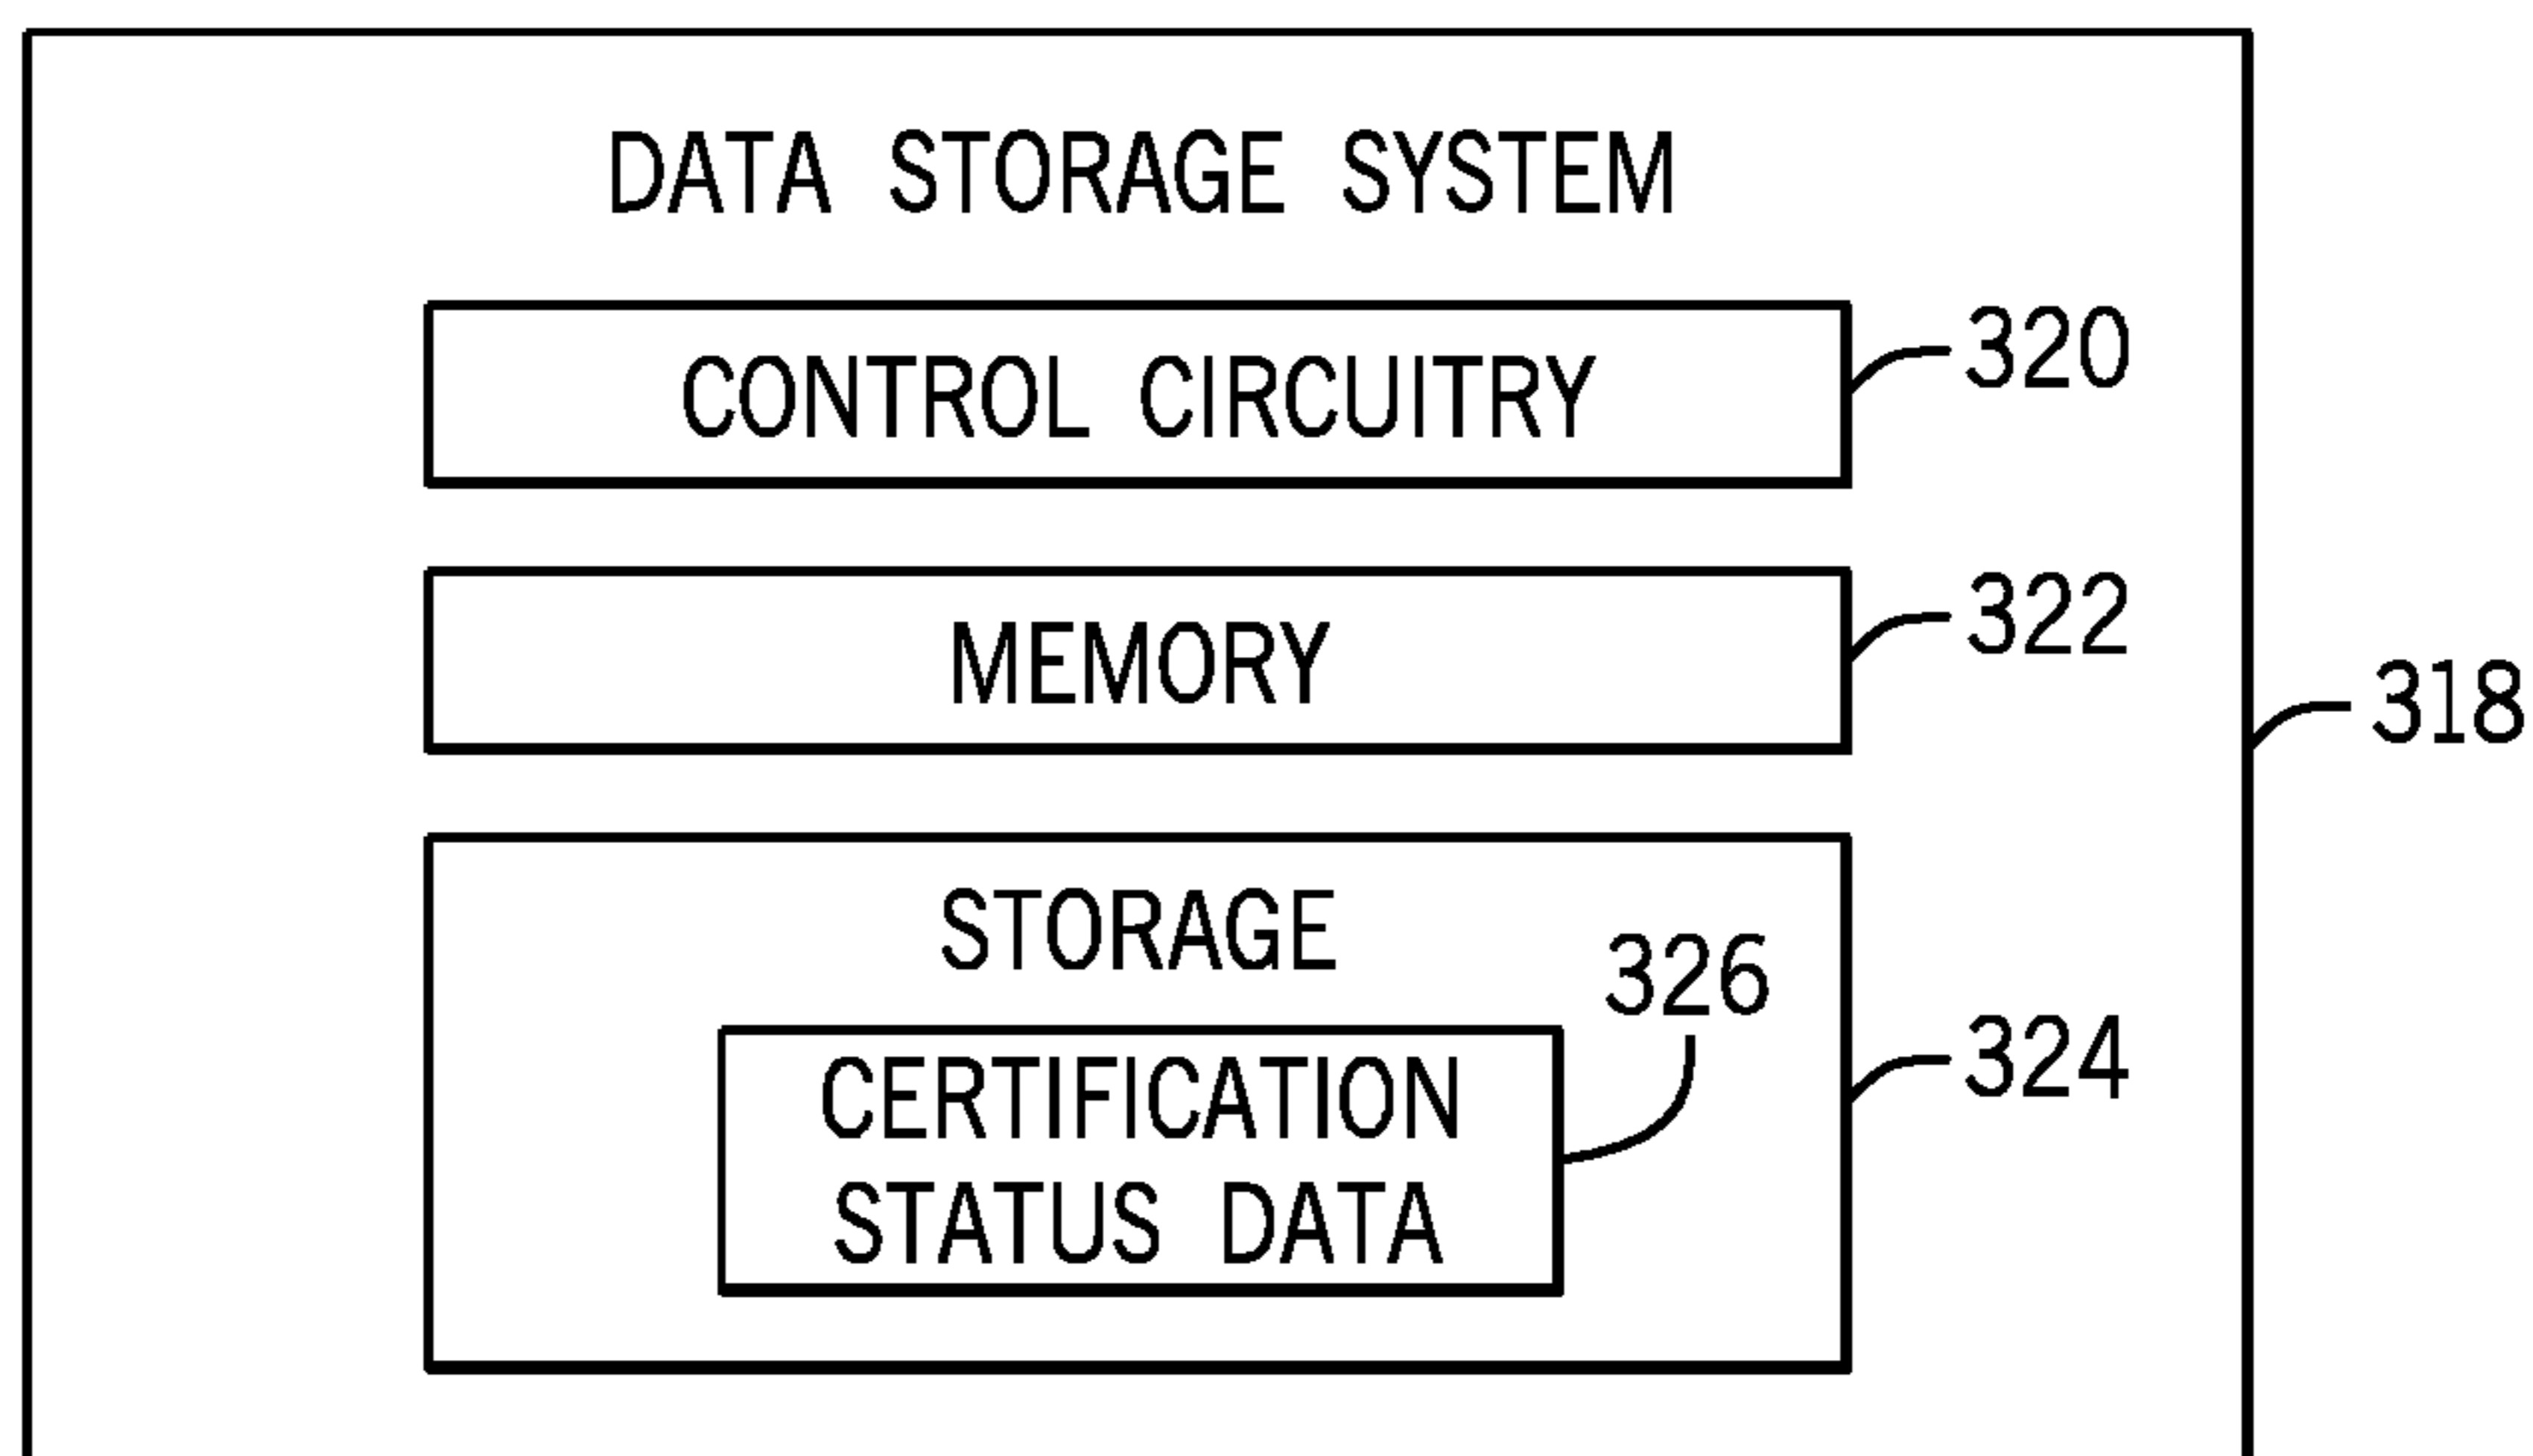 DATA STORAGE SYSTEM
CONTROL CIRCUITRY
320
MEMORY
322
318
STORAGE
326
324
CERTIFICATION
STATUS DATA